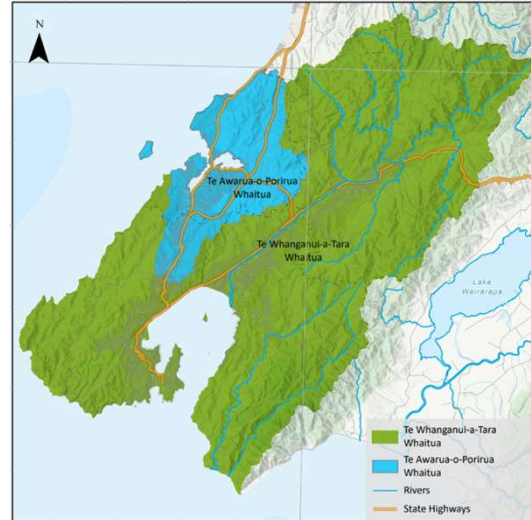 N
Te Awarua-o-Porirua
Whaitua
Te Whanganui-a-Tara
Whaitua
Lake
Wairarapa
Te Whanganui-a-Tara
Whaitua
Te Awarua-o-Porirua
Whaitua
Rivers
State Highways